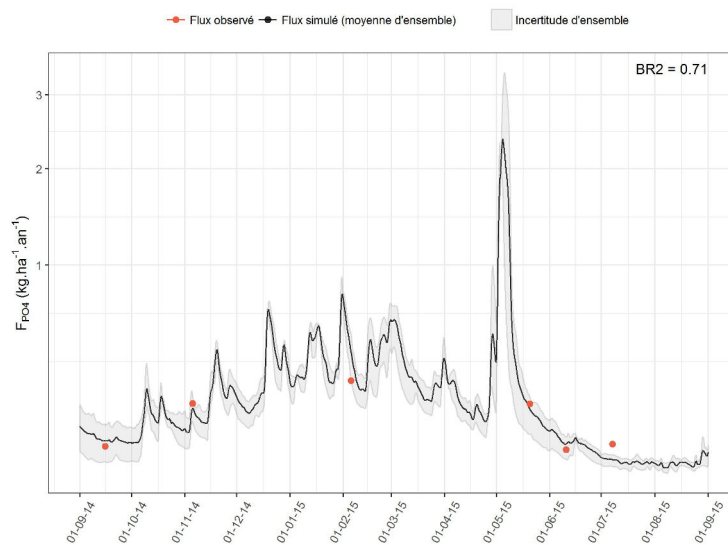 Flux observé Flux simulé (moyenne d'ensemble) Incertitude d'ensemble
BR2 = 0.71
3
2
1
F_PO4 (kg.ha⁻¹.an⁻¹)
01-09-14 01-10-14 01-11-14 01-12-14 01-01-15 01-02-15 01-03-15 01-04-15 01-05-15 01-06-15 01-07-15 01-08-15 01-09-15